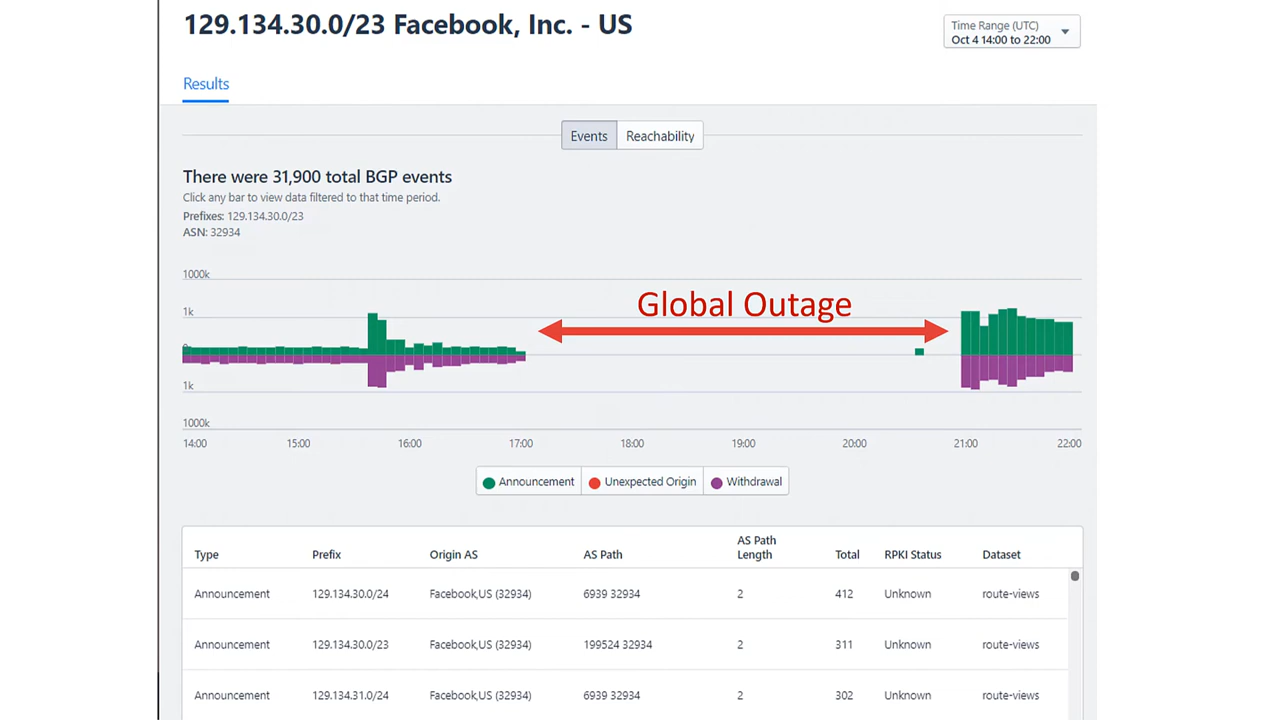 129.134.30.0/23 Facebook, Inc. - US
Time Range (UTC)
Oct 4 14:00 to 22:00
Results
Events Reachability
There were 31,900 total BGP events
Click any bar to view data filtered to that time period.
Prefixes: 129.134.30.0/23
ASN: 32934
1000k
Global Outage
1k
0
1k
1000k
14:00 15:00 16:00 17:00 18:00 19:00 20:00 21:00 22:00
Announcement Unexpected Origin Withdrawal
Type Prefix Origin AS AS Path AS Path Length Total RPKI Status Dataset
Announcement 129.134.30.0/24 Facebook,US (32934) 6939 32934 2 412 Unknown route-views
Announcement 129.134.30.0/23 Facebook,US (32934) 199524 32934 2 311 Unknown route-views
Announcement 129.134.31.0/24 Facebook,US (32934) 6939 32934 2 302 Unknown route-views